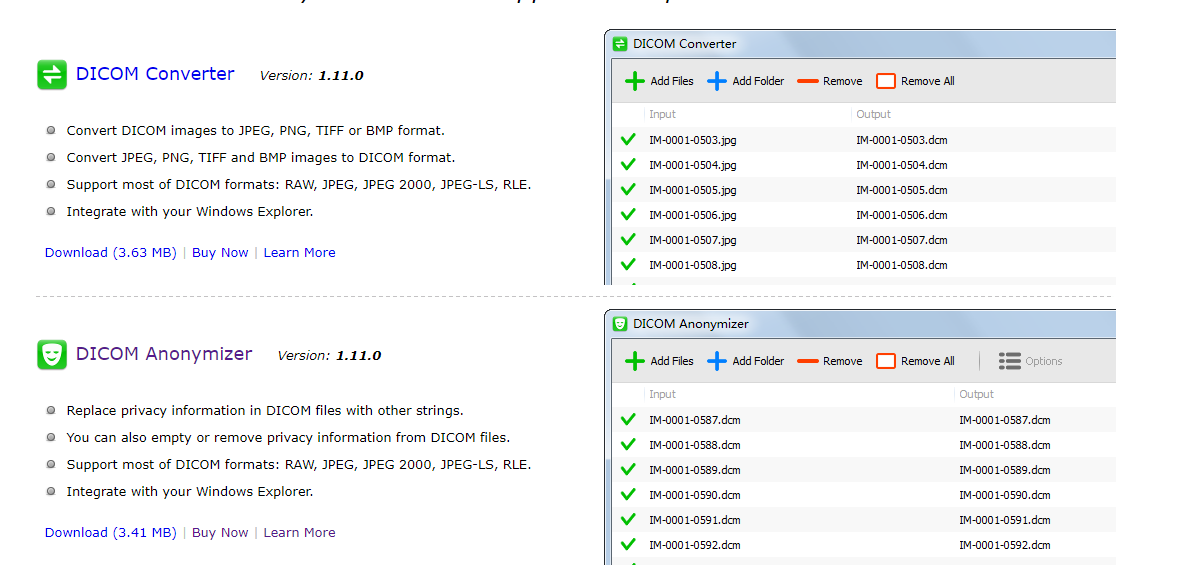 DICOM Converter Version: 1.11.0
Convert DICOM images to JPEG, PNG, TIFF or BMP format.
Convert JPEG, PNG, TIFF and BMP images to DICOM format.
Support most of DICOM formats: RAW, JPEG, JPEG 2000, JPEG-LS, RLE.
Integrate with your Windows Explorer.
Download (3.63 MB) | Buy Now | Learn More
DICOM Converter
Add Files Add Folder Remove Remove All
Input Output
IM-0001-0503.jpg IM-0001-0503.dcm
IM-0001-0504.jpg IM-0001-0504.dcm
IM-0001-0505.jpg IM-0001-0505.dcm
IM-0001-0506.jpg IM-0001-0506.dcm
IM-0001-0507.jpg IM-0001-0507.dcm
IM-0001-0508.jpg IM-0001-0508.dcm
DICOM Anonymizer Version: 1.11.0
Replace privacy information in DICOM files with other strings.
You can also empty or remove privacy information from DICOM files.
Support most of DICOM formats: RAW, JPEG, JPEG 2000, JPEG-LS, RLE.
Integrate with your Windows Explorer.
Download (3.41 MB) | Buy Now | Learn More
DICOM Anonymizer
Add Files Add Folder Remove Remove All Options
Input Output
IM-0001-0587.dcm IM-0001-0587.dcm
IM-0001-0588.dcm IM-0001-0588.dcm
IM-0001-0589.dcm IM-0001-0589.dcm
IM-0001-0590.dcm IM-0001-0590.dcm
IM-0001-0591.dcm IM-0001-0591.dcm
IM-0001-0592.dcm IM-0001-0592.dcm